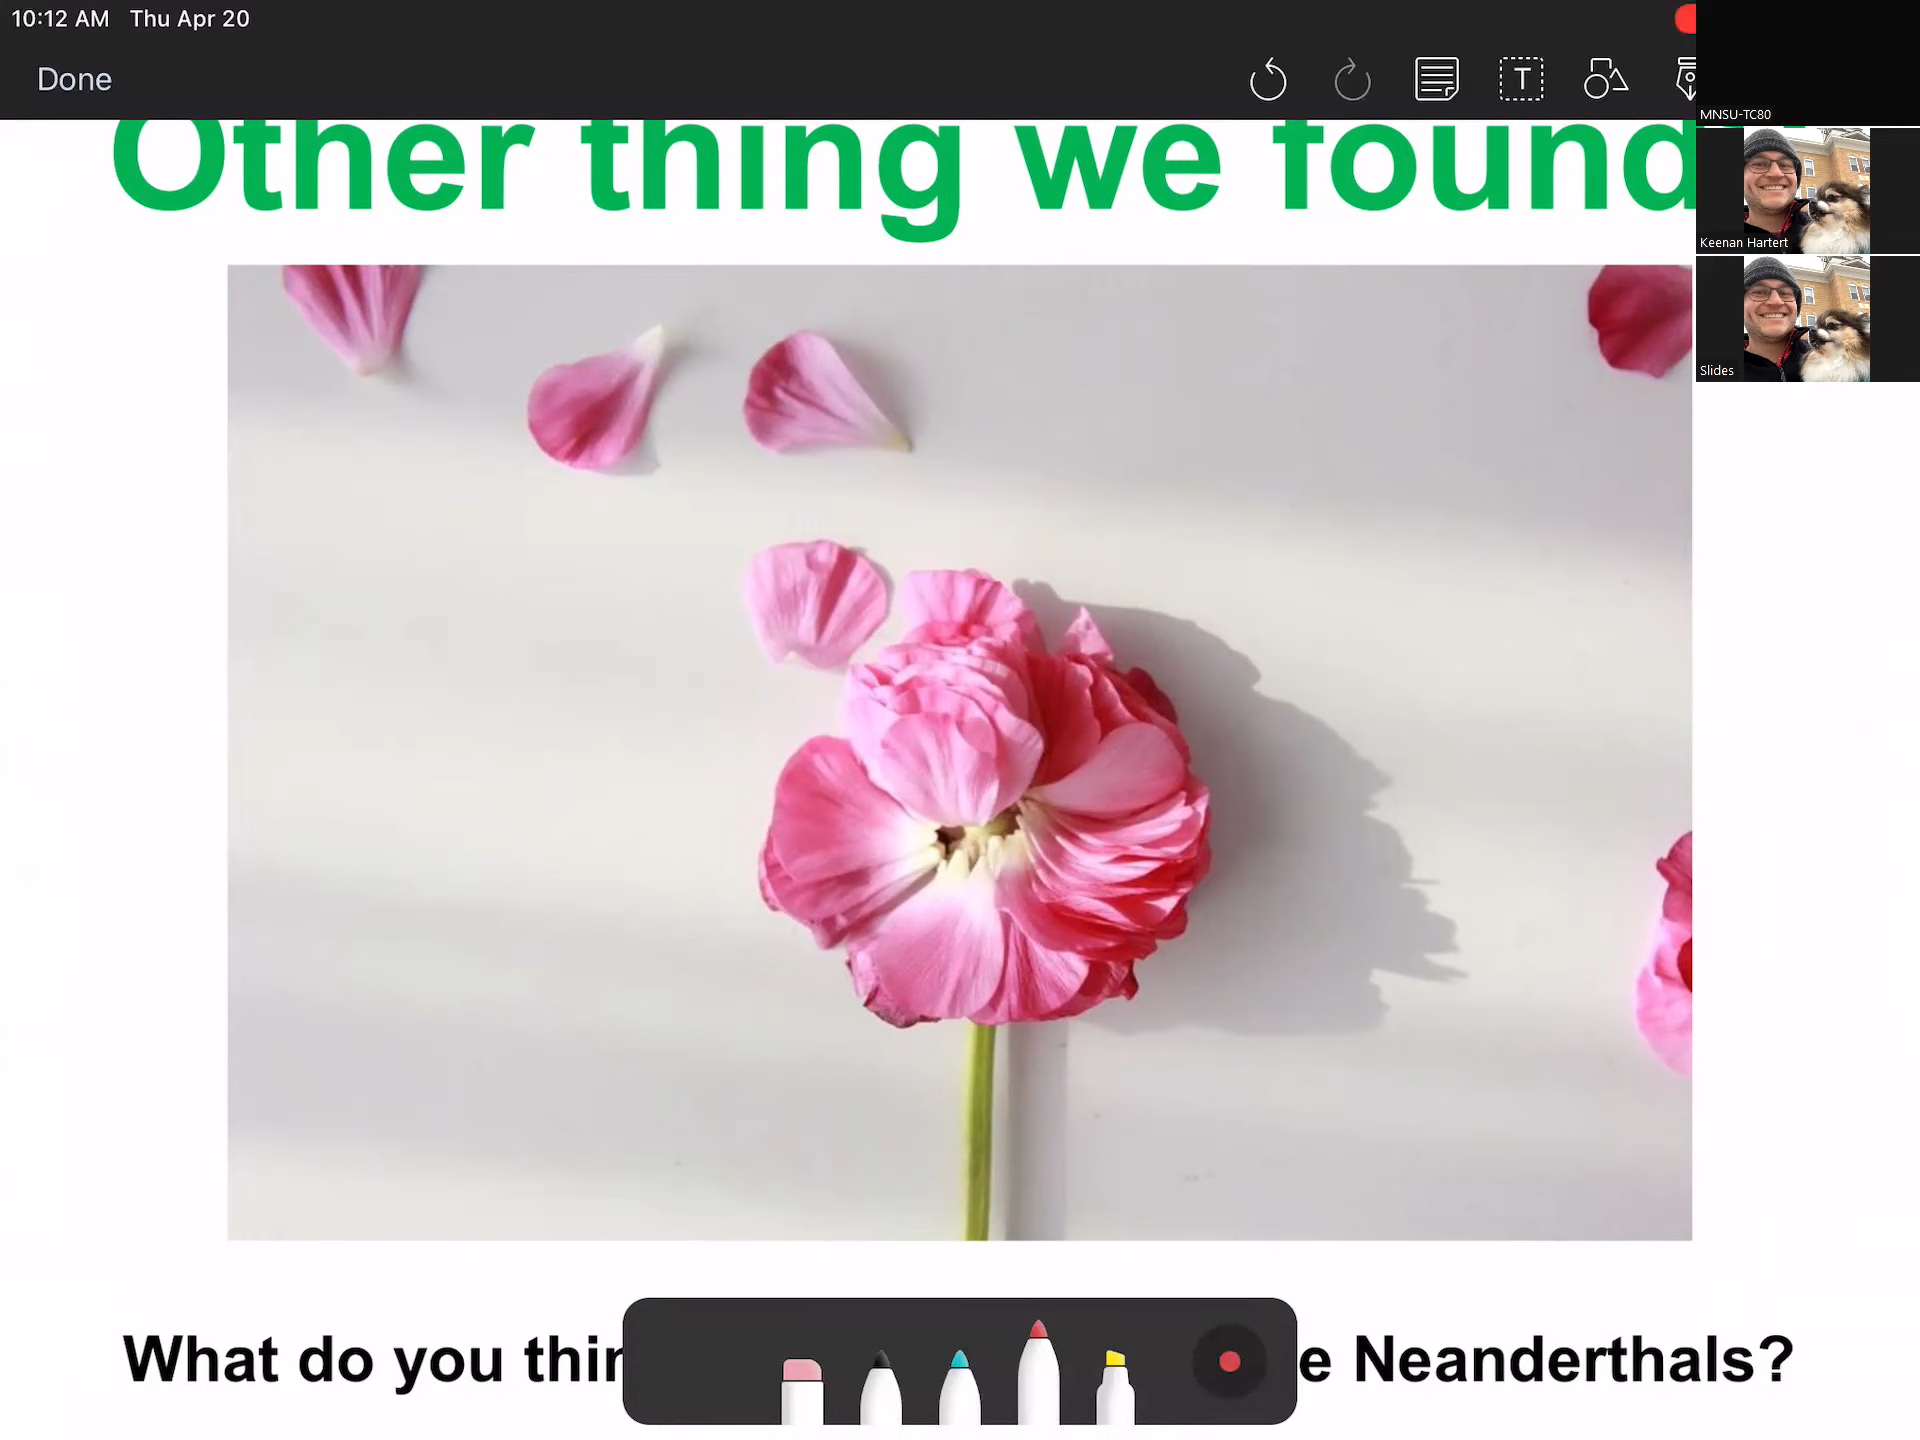 10:12 AM Thu Apr 20
Done
T
MNSU-TC80
Other thing we found
Keenan Hartert
Slides
What do you e Neanderthals?